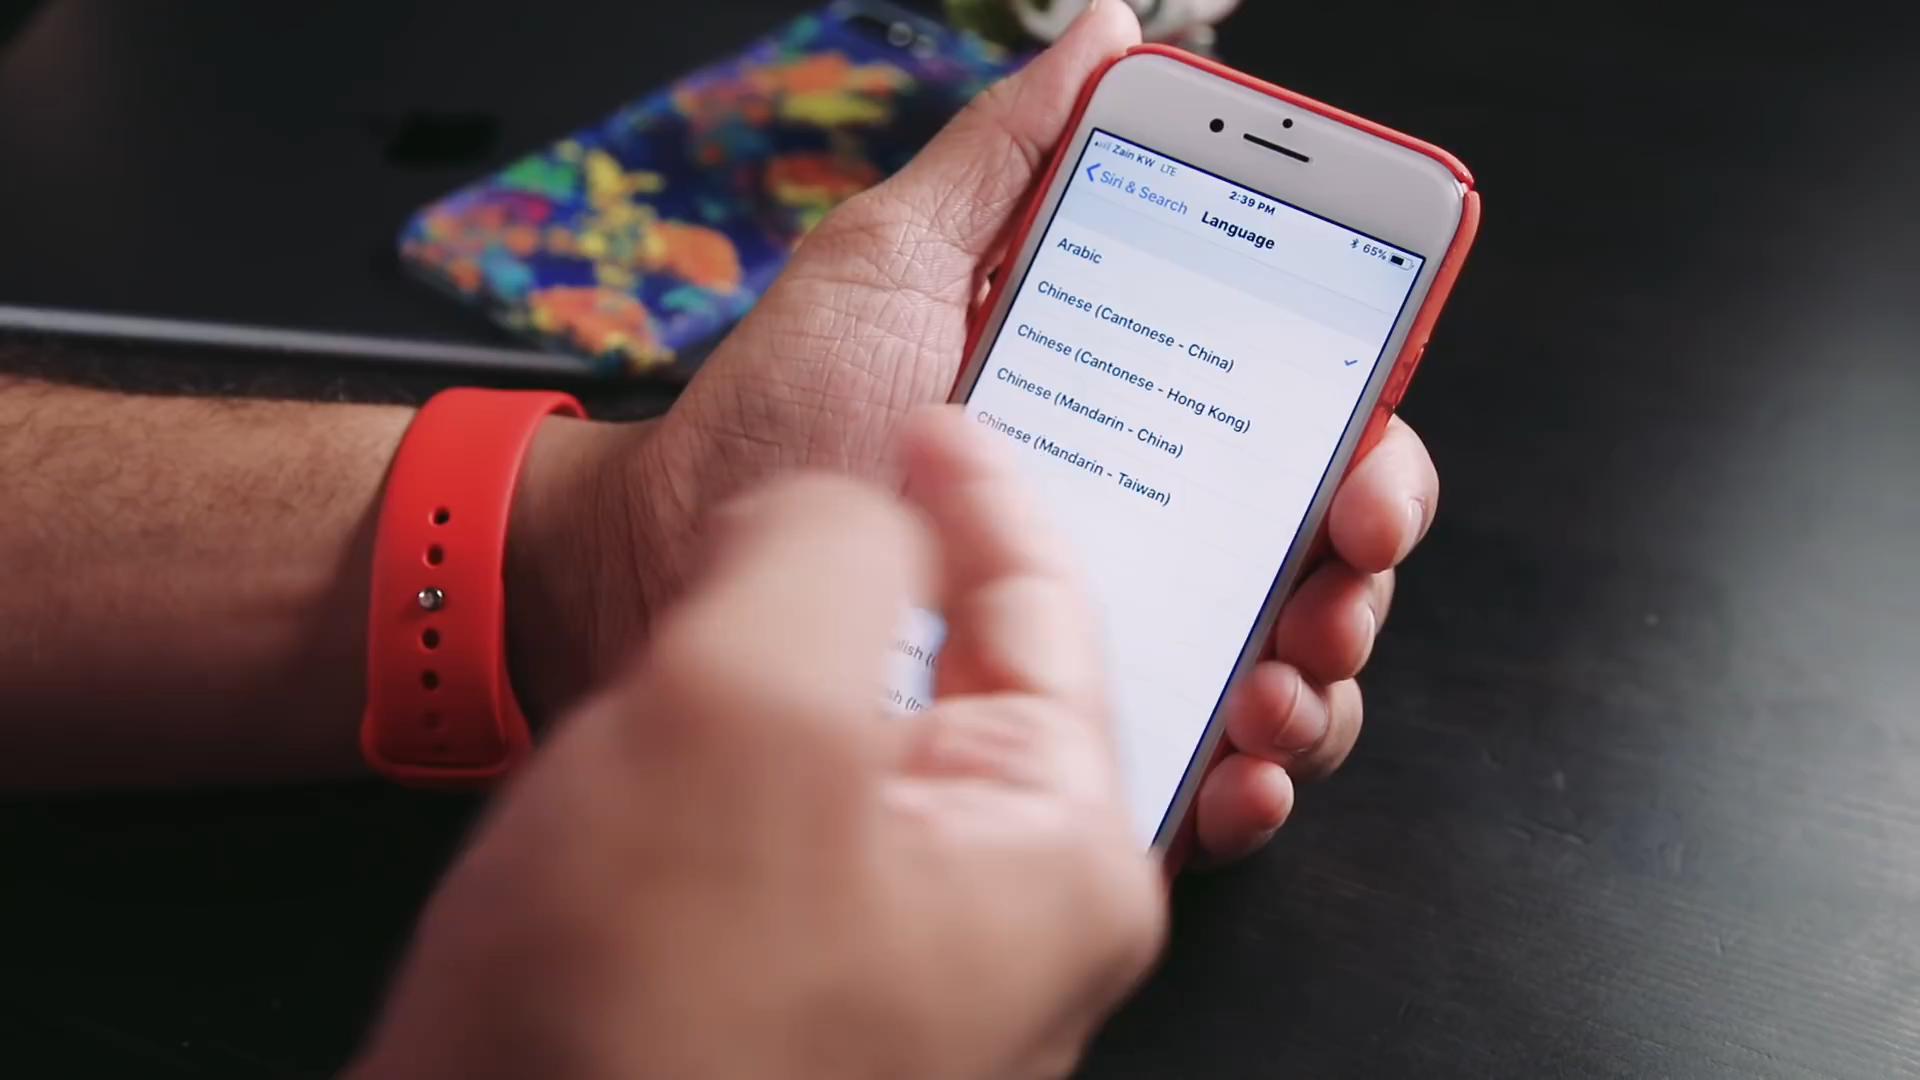 Zain KW LTE
2:39 PM
65%
Siri & Search
Language
Arabic
Chinese (Cantonese - China)
Chinese (Cantonese - Hong Kong)
Chinese (Mandarin - China)
Chinese (Mandarin - Taiwan)